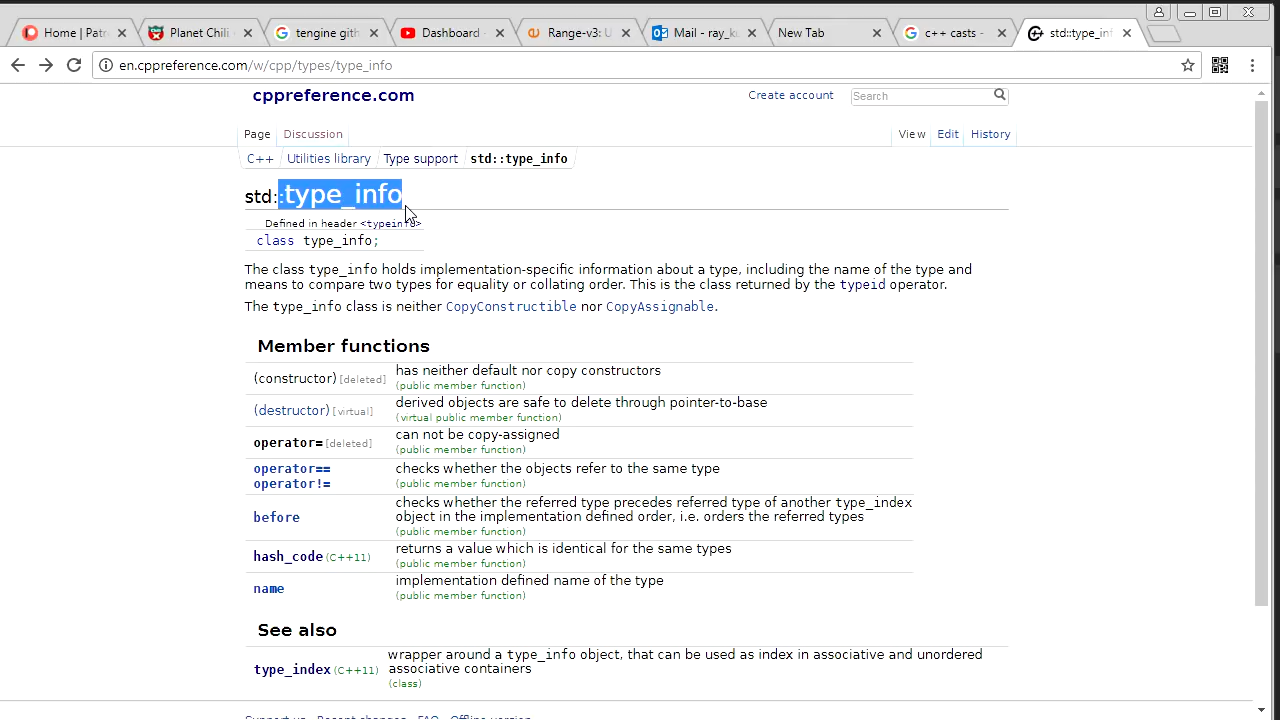 Home | Patr
Planet Chili
tengine gith
Dashboard
Range-v3: U
Mail - ray_ku
New Tab
c++ casts -
std::type_inf
en.cppreference.com/w/cpp/types/type_info
cppreference.com
Create account
Search
Page
Discussion
View
Edit
History
C++
Utilities library
Type support
std::type_info
std::type_info
Defined in header <typeinfo>
class type_info;
The class type_info holds implementation-specific information about a type, including the name of the type and
means to compare two types for equality or collating order. This is the class returned by the typeid operator.
The type_info class is neither CopyConstructible nor CopyAssignable.
Member functions
(constructor) [deleted]
has neither default nor copy constructors
(public member function)
(destructor) [virtual]
derived objects are safe to delete through pointer-to-base
(virtual public member function)
operator= [deleted]
can not be copy-assigned
(public member function)
operator==
operator!=
checks whether the objects refer to the same type
(public member function)
before
checks whether the referred type precedes referred type of another type_index
object in the implementation defined order, i.e. orders the referred types
(public member function)
hash_code (C++11)
returns a value which is identical for the same types
(public member function)
name
implementation defined name of the type
(public member function)
See also
type_index (C++11)
wrapper around a type_info object, that can be used as index in associative and unordered
associative containers
(class)
Support us
Recent changes
FAQ
Offline version